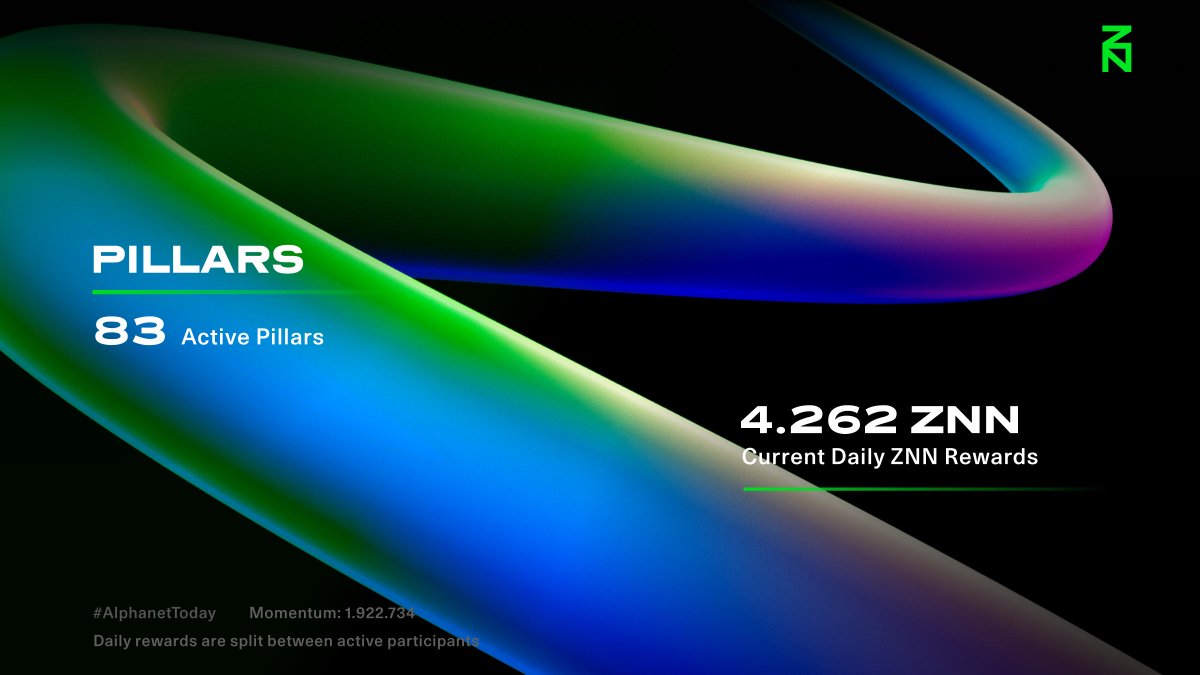 PILLARS
83 Active Pillars
4.262 ZNN
Current Daily ZNN Rewards
#AlphanetToday Momentum: 1.922.734
Daily rewards are split between active participants